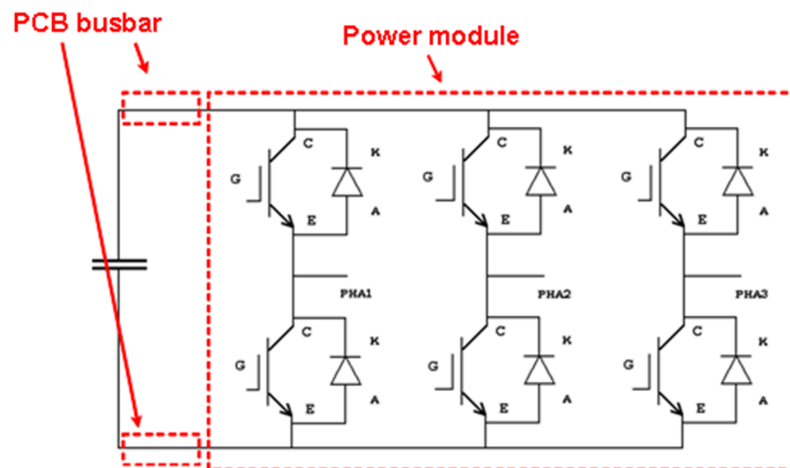 PCB busbar
Power module
C K C K C K
G G G
E A E A E A
PHA1 PHA2 PHA3
C K C K C K
G G G
E A E A E A